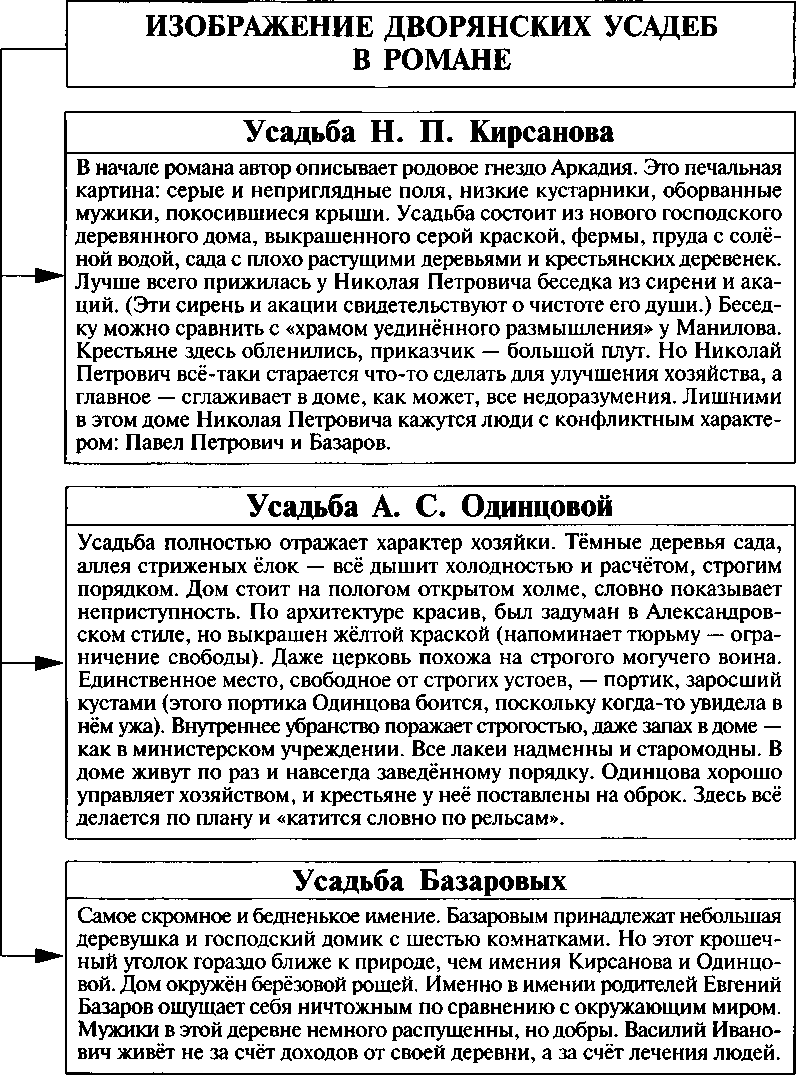 ИЗОБРАЖЕНИЕ ДВОРЯНСКИХ УСАДЕБ
В РОМАНЕ
Усадьба Н. П. Кирсанова
В начале романа автор описывает родовое гнездо Аркадия. Это печальная
картина: серые и неприглядные поля, низкие кустарники, оборванные
мужики, покосившиеся крыши. Усадьба состоит из нового господского
деревянного дома, выкрашенного серой краской, фермы, пруда с солё-
ной водой, сада с плохо растущими деревьями и крестьянских деревенек.
Лучше всего прижилась у Николая Петровича беседка из сирени и ака-
ций. (Эти сирень и акации свидетельствуют о чистоте его души.) Бесед-
ку можно сравнить с «храмом уединённого размышления» у Манилова.
Крестьяне здесь обленились, приказчик — большой плут. Но Николай
Петрович всё-таки старается что-то сделать для улучшения хозяйства, а
главное — сглаживает в доме, как может, все недоразумения. Лишними
в этом доме Николая Петровича кажутся люди с конфликтным характе-
ром: Павел Петрович и Базаров.
Усадьба А. С. Одинцовой
Усадьба полностью отражает характер хозяйки. Тёмные деревья сада,
аллея стриженых ёлок — всё дышит холодностью и расчётом, строгим
порядком. Дом стоит на пологом открытом холме, словно показывает
неприступность. По архитектуре красив, был задуман в Александров-
ском стиле, но выкрашен жёлтой краской (напоминает тюрьму — огра-
ничение свободы). Даже церковь похожа на строгого могучего воина.
Единственное место, свободное от строгих устоев, — портик, заросший
кустами (этого портика Одинцова боится, поскольку когда-то увидела в
нём ужа). Внутреннее убранство поражает строгостью, даже запах в доме —
как в министерском учреждении. Все лакеи надменны и старомодны. В
доме живут по раз и навсегда заведённому порядку. Одинцова хорошо
управляет хозяйством, и крестьяне у неё поставлены на оброк. Здесь всё
делается по плану и «катится словно по рельсам».
Усадьба Базаровых
Самое скромное и бедненькое имение. Базаровым принадлежат небольшая
деревушка и господский домик с шестью комнатками. Но этот крошеч-
ный уголок гораздо ближе к природе, чем имения Кирсанова и Одинцо-
вой. Дом окружён берёзовой рощей. Именно в имении родителей Евгений
Базаров ощущает себя ничтожным по сравнению с окружающим миром.
Мужики в этой деревне немного распущенны, но добры. Василий Ивано-
вич живёт не за счёт доходов от своей деревни, а за счёт лечения людей.